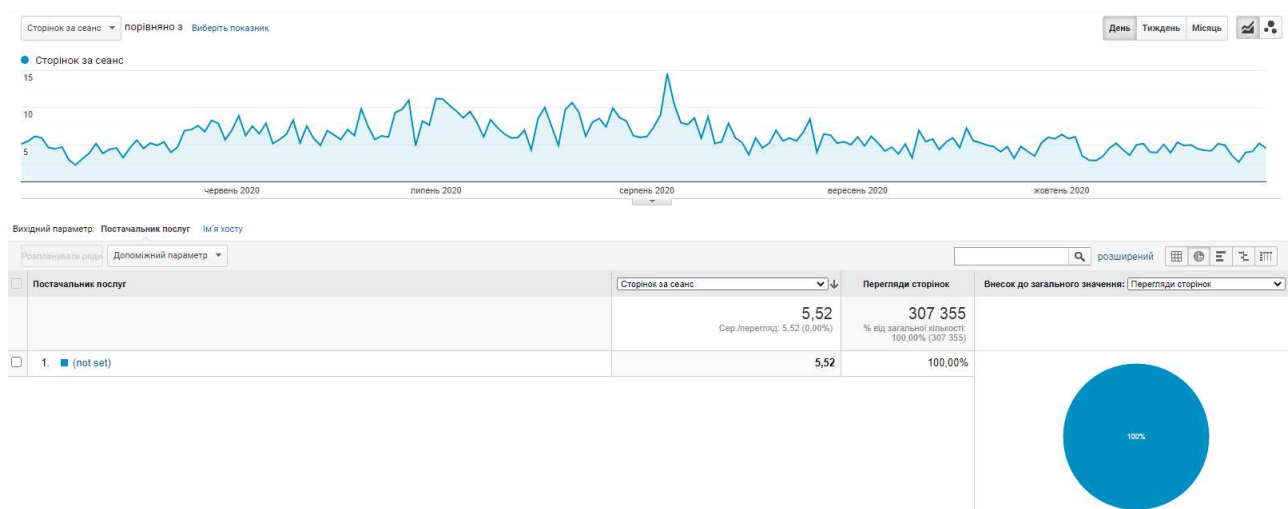 Сторінок за сеанс порівняно з Виберіть показник
День Тиждень Місяць
Сторінок за сеанс
15
10
5
червень 2020 липень 2020 серпень 2020 вересень 2020 жовтень 2020
Вихідний параметр: Постачальник послуг Ім'я хосту
Розпланувати ряди Допоміжний параметр розширений
Постачальник послуг Сторінок за сеанс Перегляди сторінок Внесок до загального значення: Перегляди сторінок
5,52 307 355
Сер./перегляд: 5,52 (0,00%) % від загальної кількості:
100,00% (307 355)
1. (not set) 5,52 100,00%
100%